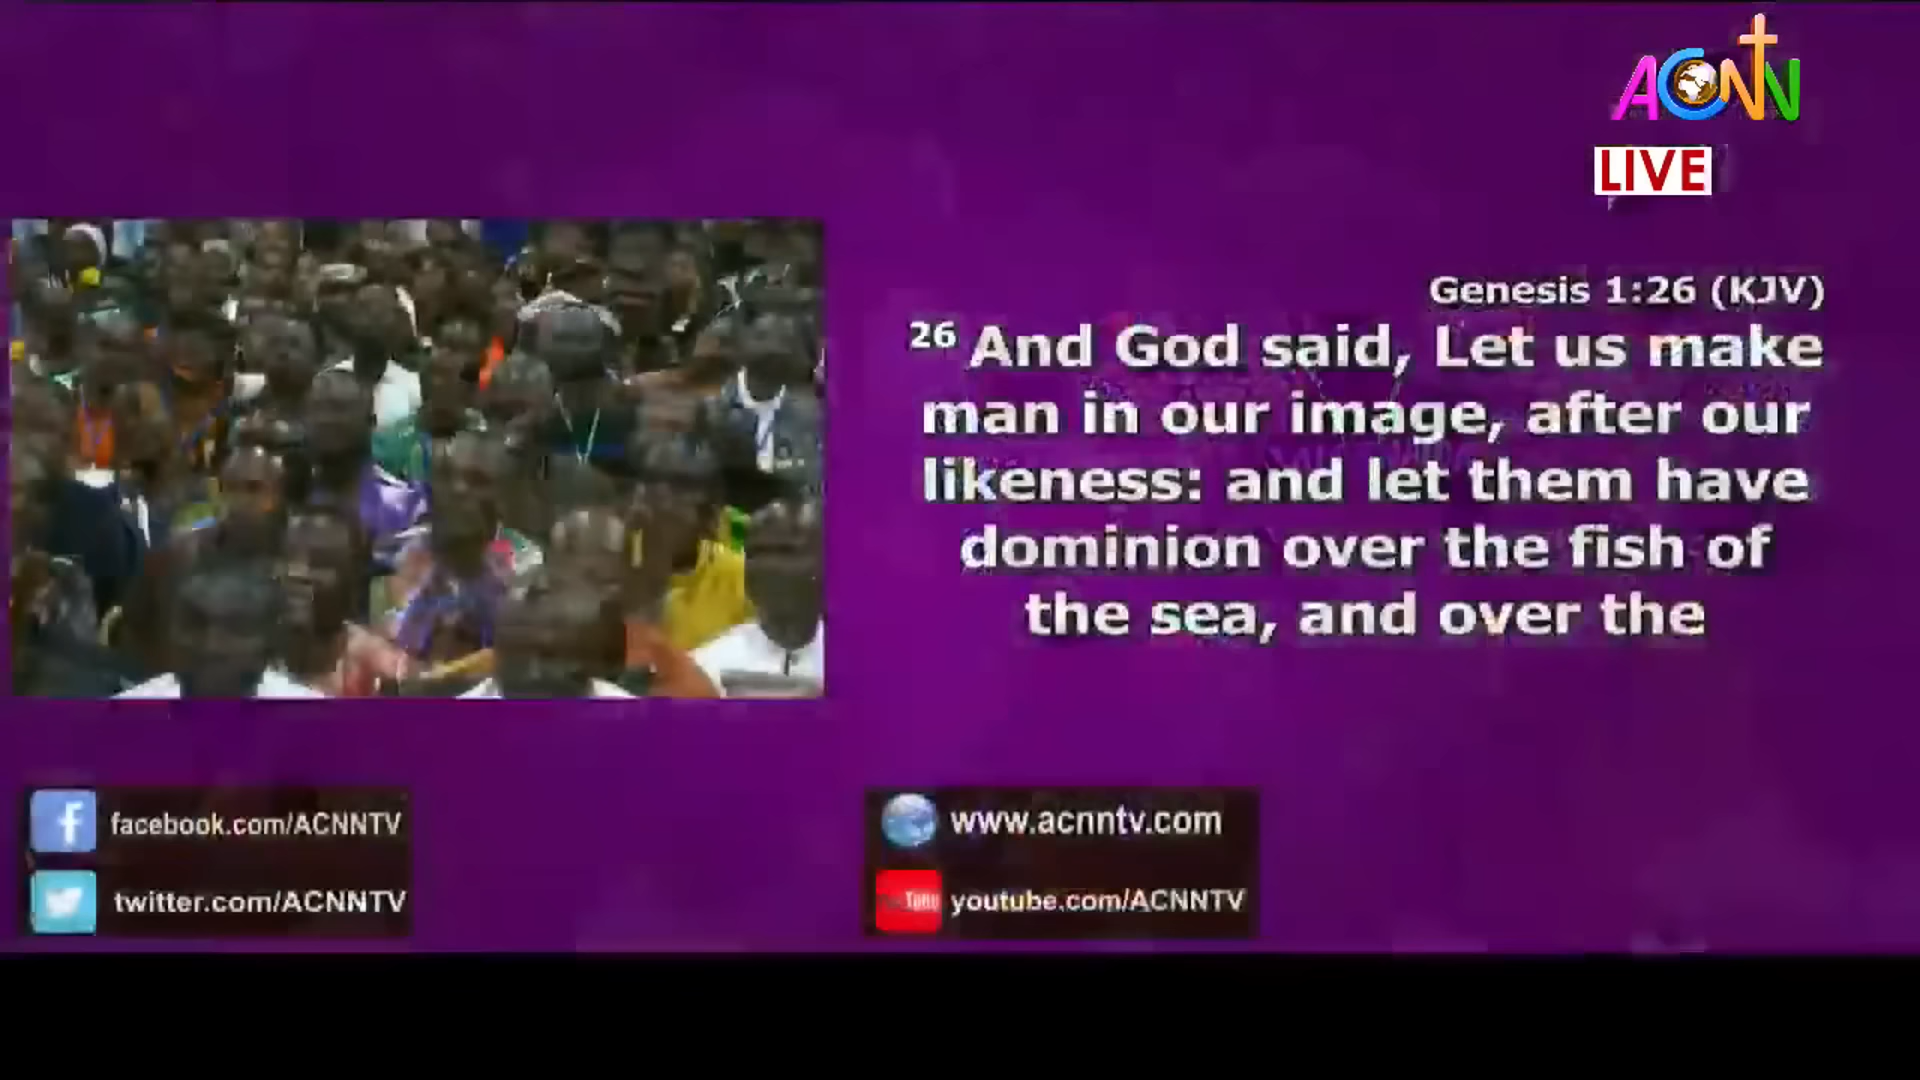 ACNN
LIVE
Genesis 1:26 (KJV)
26 And God said, Let us make
man in our image, after our
likeness: and let them have
dominion over the fish of
the sea, and over the
facebook.com/ACNNTV
twitter.com/ACNNTV
www.acnntv.com
Tube
youtube.com/ACNNTV